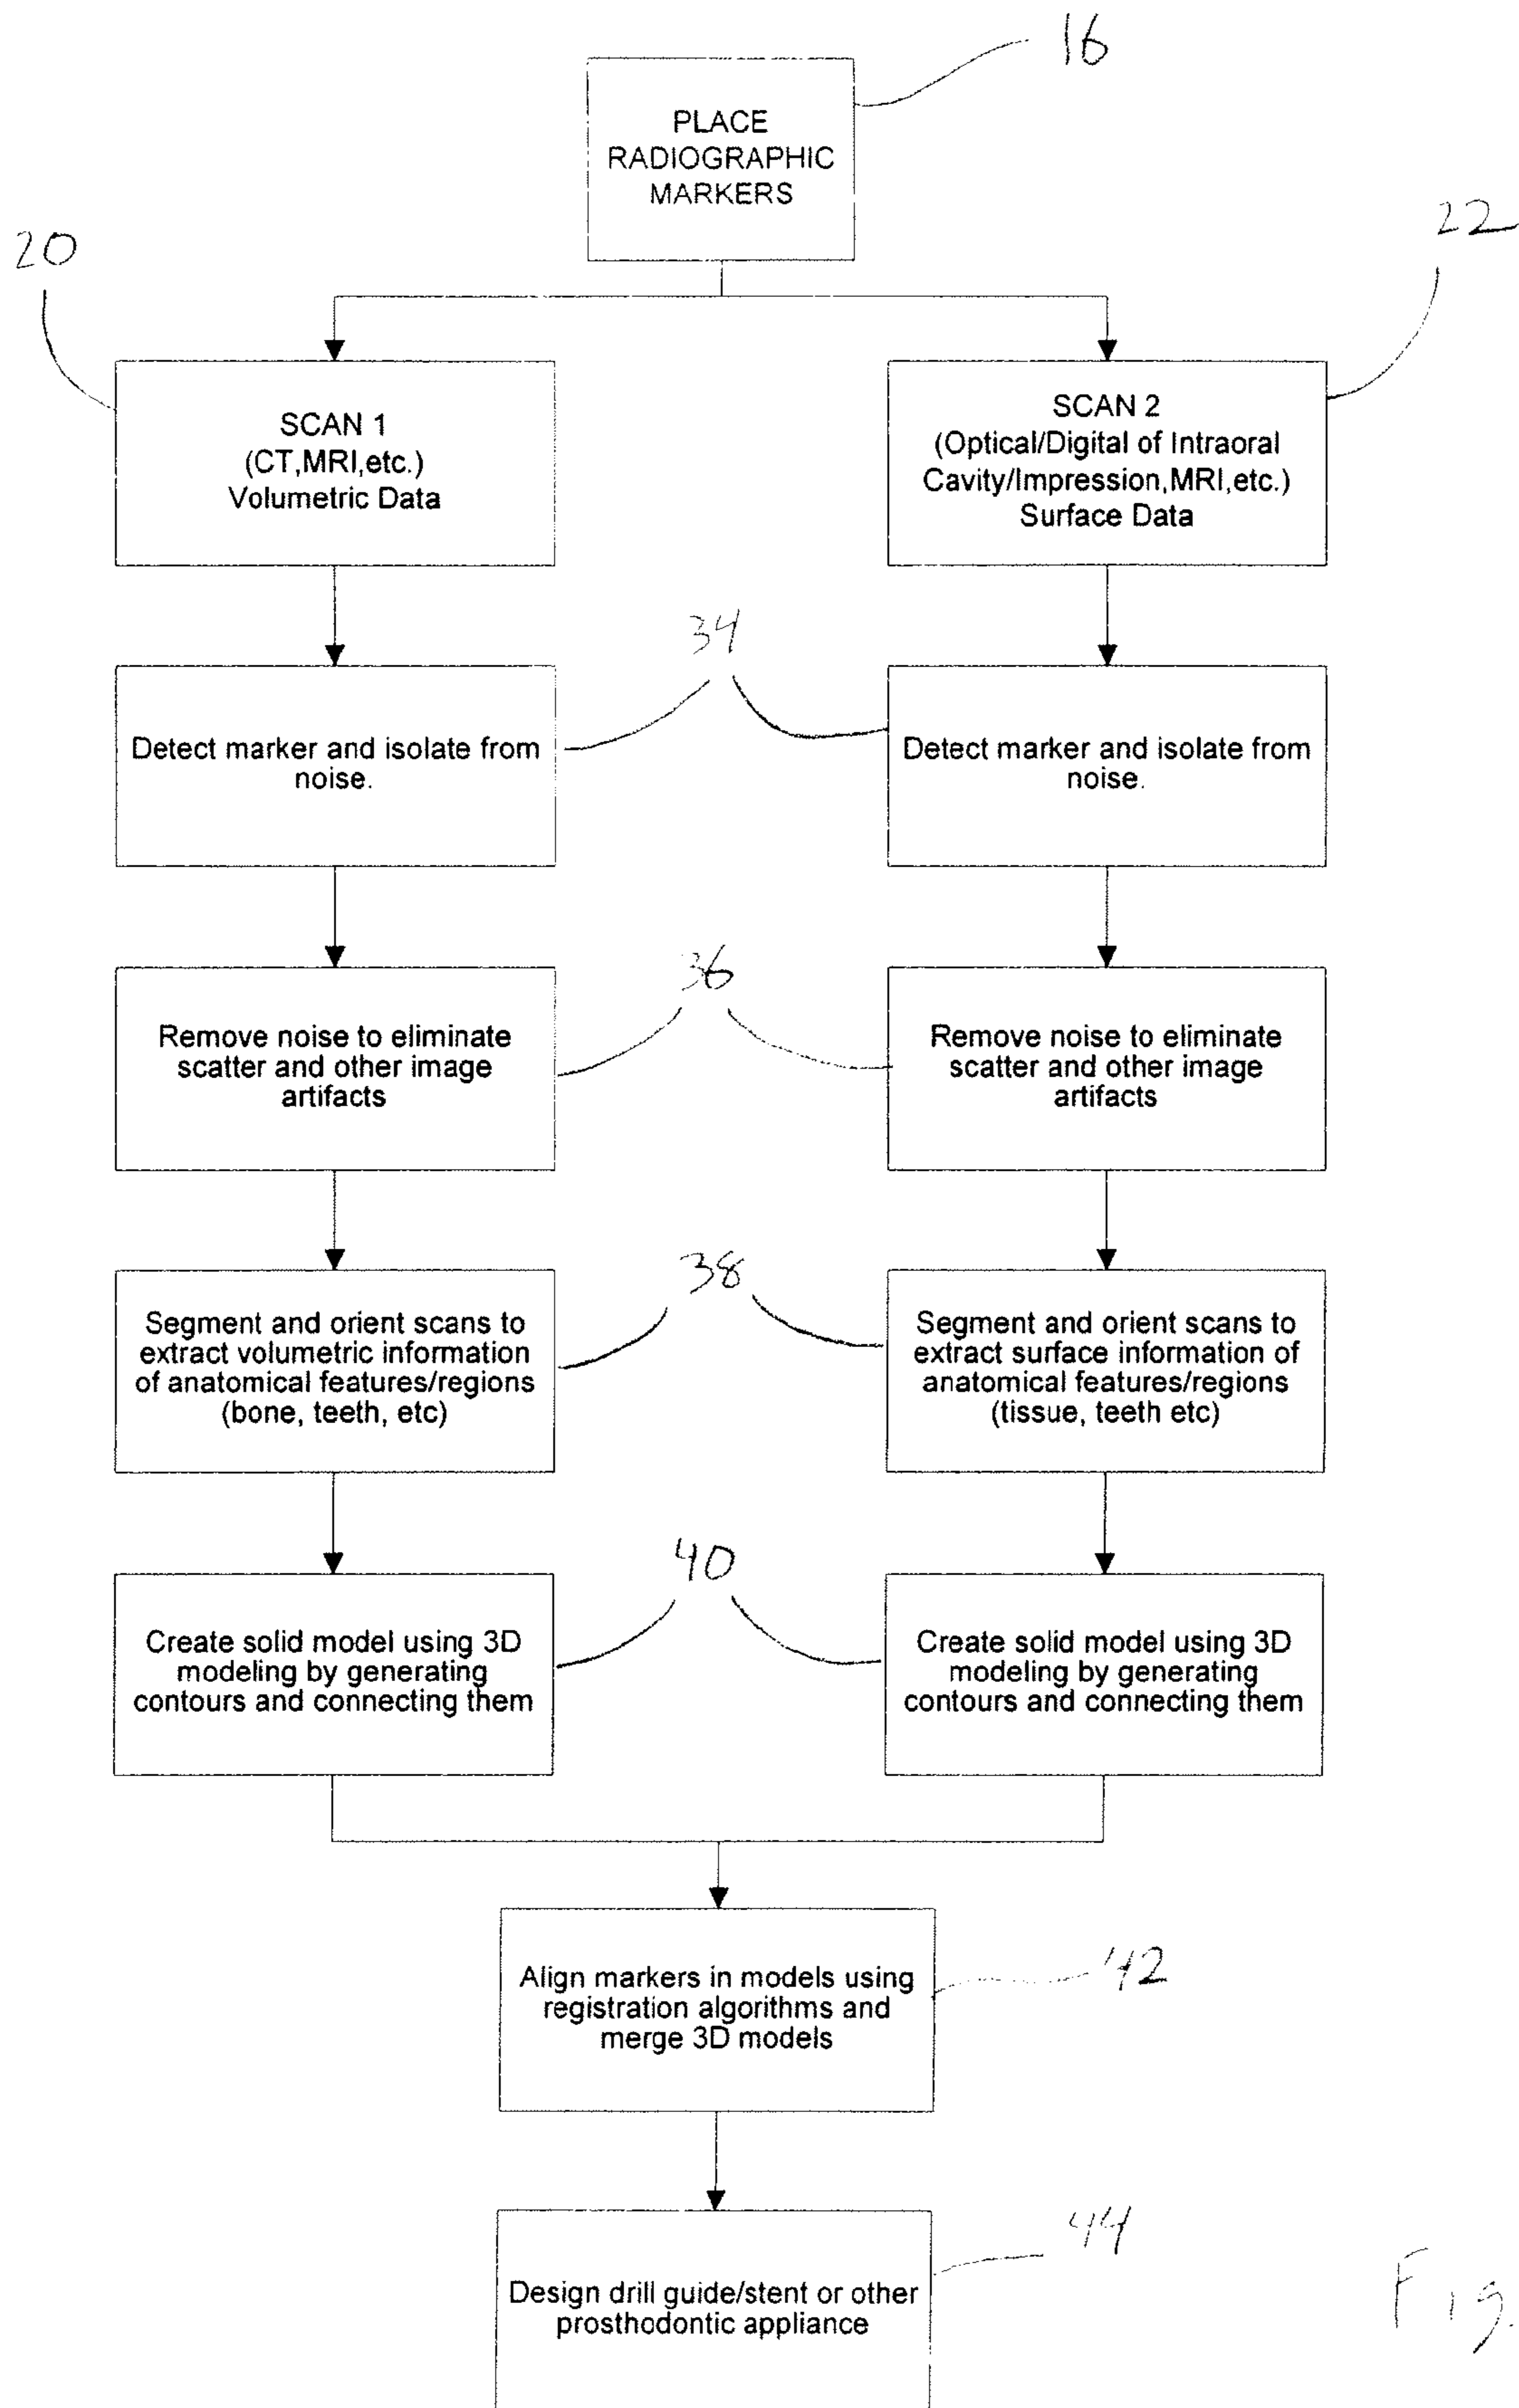 16
PLACE
RADIOGRAPHIC
MARKERS
20
22
SCAN 1
(CT,MRI,etc.)
Volumetric Data
SCAN 2
(Optical/Digital of Intraoral
Cavity/Impression,MRI,etc.)
Surface Data
34
Detect marker and isolate from
noise.
Detect marker and isolate from
noise.
36
Remove noise to eliminate
scatter and other image
artifacts
Remove noise to eliminate
scatter and other image
artifacts
38
Segment and orient scans to
extract volumetric information
of anatomical features/regions
(bone, teeth, etc)
Segment and orient scans to
extract surface information of
anatomical features/regions
(tissue, teeth etc)
40
Create solid model using 3D
modeling by generating
contours and connecting them
Create solid model using 3D
modeling by generating
contours and connecting them
42
Align markers in models using
registration algorithms and
merge 3D models
44
Design drill guide/stent or other
prosthodontic appliance
Fig.